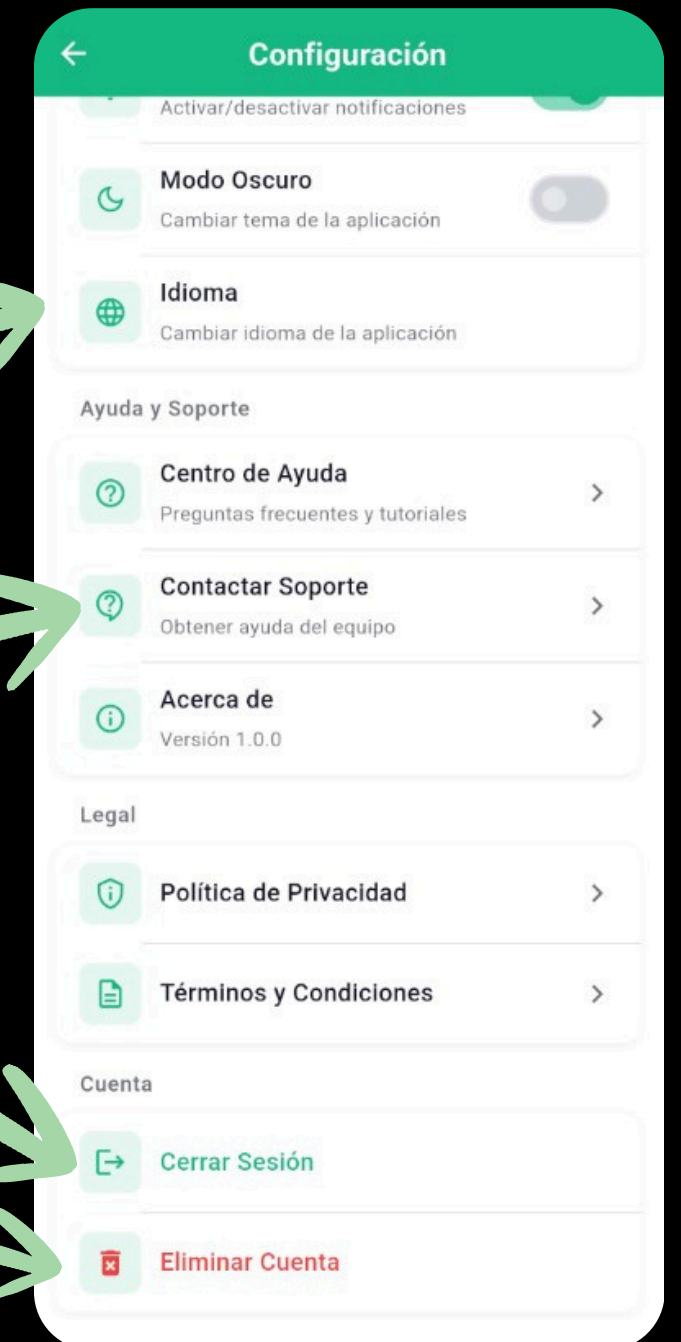 Configuración
Activar/desactivar notificaciones
Modo Oscuro
Cambiar tema de la aplicación
Idioma
Cambiar idioma de la aplicación
Ayuda y Soporte
Centro de Ayuda
Preguntas frecuentes y tutoriales
Contactar Soporte
Obtener ayuda del equipo
Acerca de
Versión 1.0.0
Legal
Política de Privacidad
Términos y Condiciones
Cuenta
Cerrar Sesión
Eliminar Cuenta